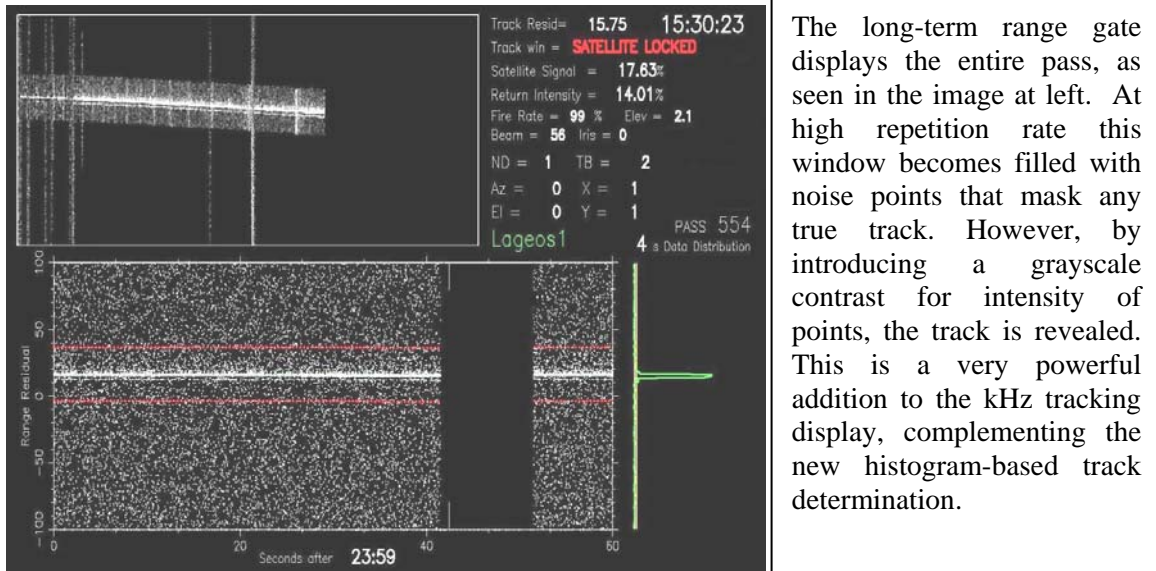 Track Resid= 15.75 15:30:23
Track win = SATELLITE LOCKED
Satellite Signal = 17.63%
Return Intensity = 14.01%
Fire Rate = 99 % Elev = 2.1
Beam = 56 Iris = 0
ND = 1 TB = 2
Az = 0 X = 1
El = 0 Y = 1
PASS 554
Lageos1
4 s Data Distribution
100
50
0
-50
-100
Range Residual
0 20 40 60
Seconds after 23:59
The long-term range gate
displays the entire pass, as
seen in the image at left. At
high repetition rate this
window becomes filled with
noise points that mask any
true track. However, by
introducing a grayscale
contrast for intensity of
points, the track is revealed.
This is a very powerful
addition to the kHz tracking
display, complementing the
new histogram-based track
determination.